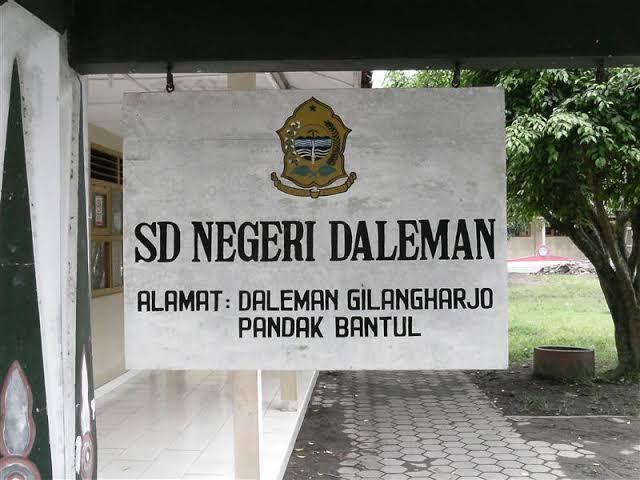 SD NEGERI DALEMAN
ALAMAT: DALEMAN GILANGHARJO
PANDAK BANTUL